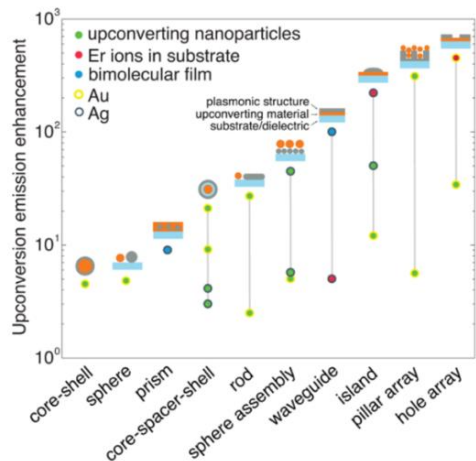 Upconversion emission enhancement
10³
10²
10¹
10⁰
upconverting nanoparticles
Er ions in substrate
bimolecular film
Au
Ag
plasmonic structure
upconverting material
substrate/dielectric
core-shell
sphere
prism
core-spacer-shell
rod
sphere assembly
waveguide
island
pillar array
hole array